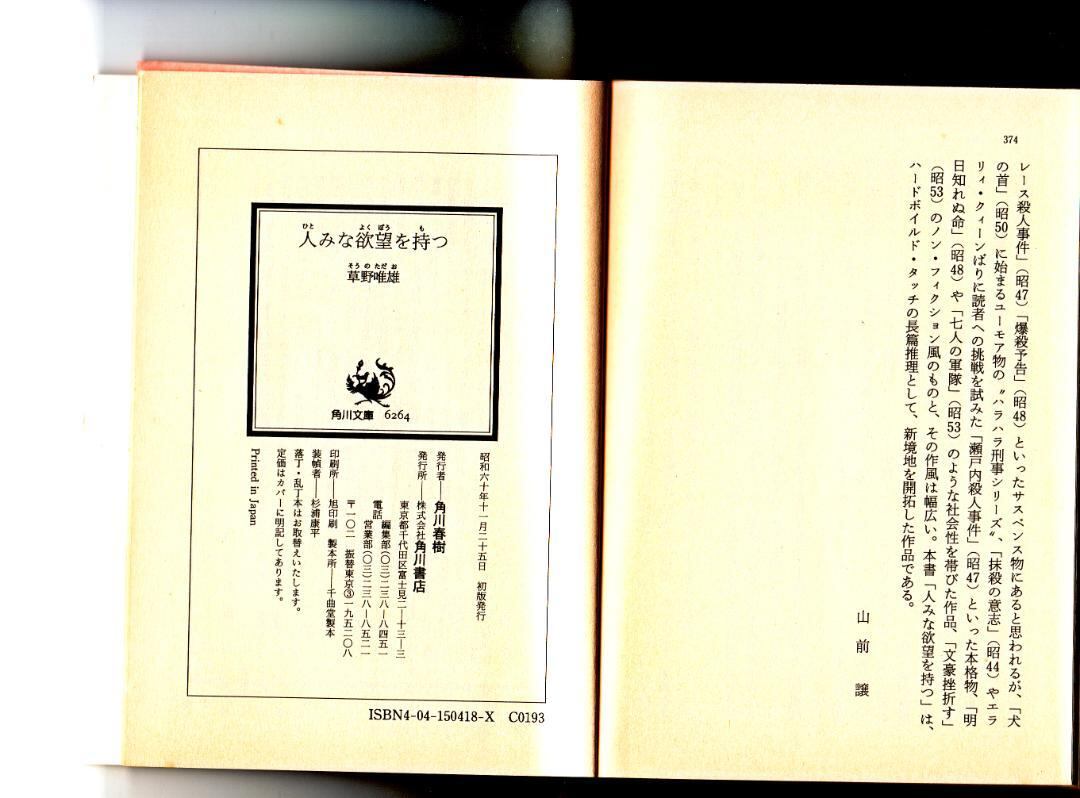 374
レース殺人事件」（昭47）「爆殺予告」（昭48）といったサスペンス物にあると思われるが、「犬
の首」（昭50）に始まるユーモア物の〝ハラハラ刑事シリーズ〟、「抹殺の意志」（昭44）やエラ
リィ・クィーンばりに読者への挑戦を試みた「瀬戸内殺人事件」（昭47）といった本格物、「明
日知れぬ命」（昭48）や「七人の軍隊」（昭53）のような社会性を帯びた作品、「文豪挫折す」
（昭53）のノン・フィクション風のものと、その作風は幅広い。本書「人みな欲望を持つ」は、
ハードボイルド・タッチの長篇推理として、新境地を開拓した作品である。
山前 譲
ひと よくぼう も
人みな欲望を持つ
そうのただお
草野唯雄
角川文庫 6264
昭和六十年十一月二十五日 初版発行
発行者――角川春樹
発行所――株式会社角川書店
東京都千代田区富士見二―十三―三
電話 編集部（〇三）二三八―八四五一
営業部（〇三）二三八―八五二一
〒一〇二 振替東京③一九五二〇八
印刷所――旭印刷 製本所――千曲堂製本
装幀者――杉浦康平
落丁・乱丁本はお取替えいたします。
定価はカバーに明記してあります。
Printed in Japan
ISBN4-04-150418-X C0193